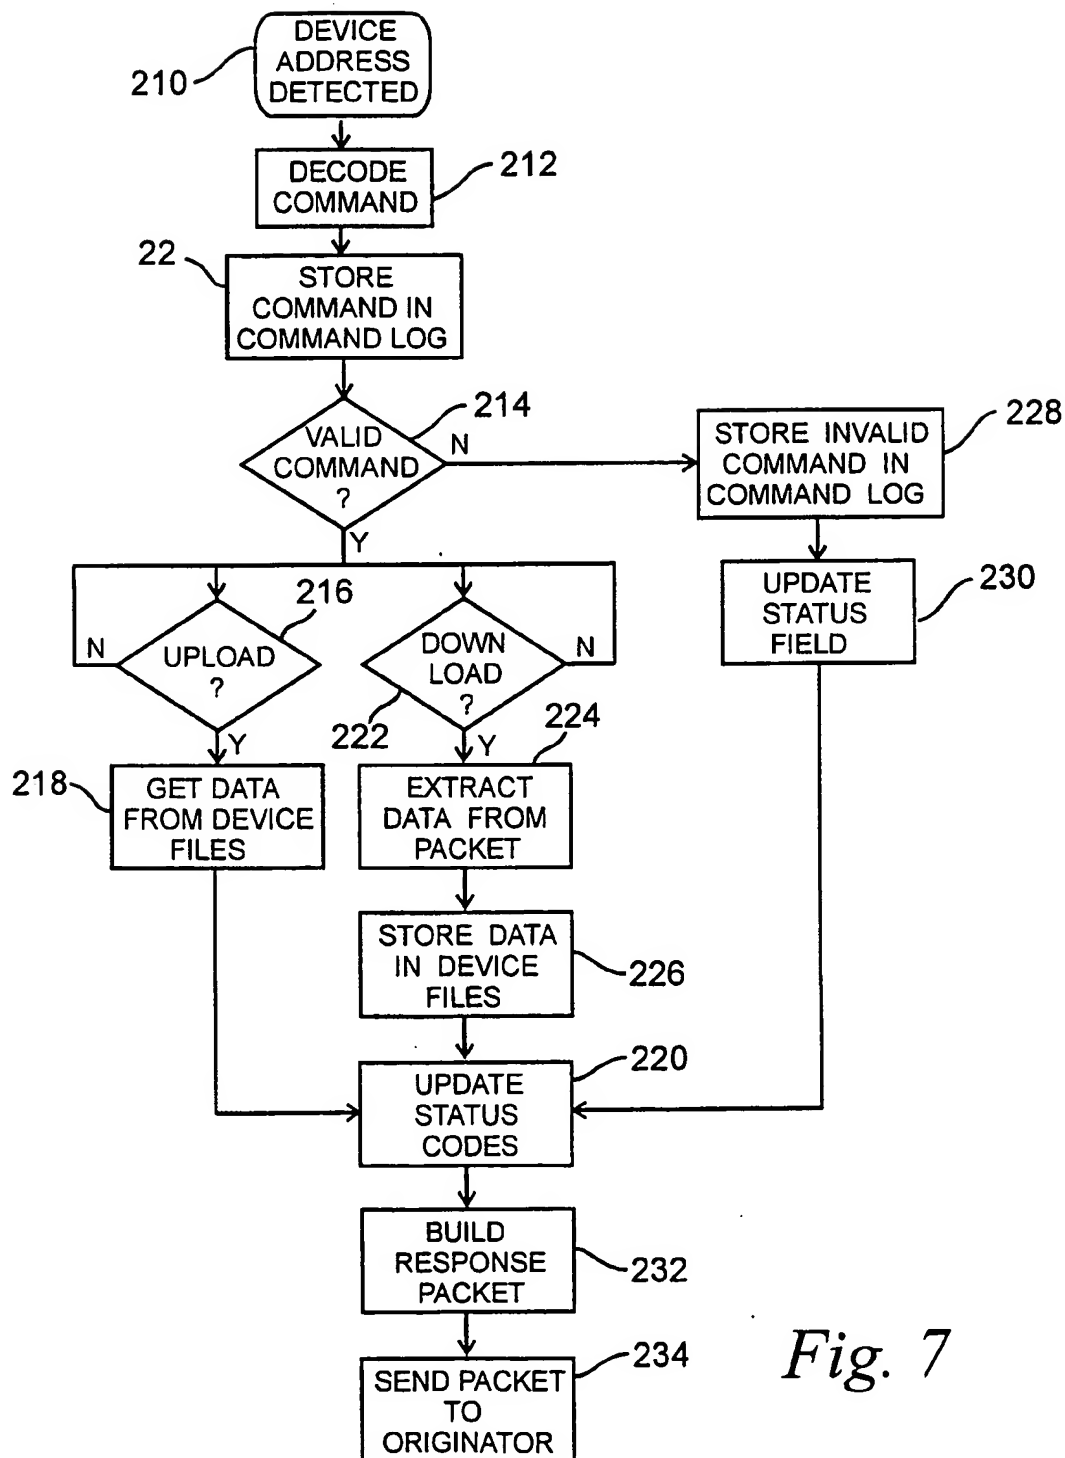 DEVICE
ADDRESS
DETECTED
210
DECODE
COMMAND
212
22
STORE
COMMAND IN
COMMAND LOG
VALID
COMMAND
?
214
N
Y
STORE INVALID
COMMAND IN
COMMAND LOG
228
UPDATE
STATUS
FIELD
230
UPLOAD
?
216
N
Y
DOWN
LOAD
?
222
N
Y
218
GET DATA
FROM DEVICE
FILES
EXTRACT
DATA FROM
PACKET
224
STORE DATA
IN DEVICE
FILES
226
UPDATE
STATUS
CODES
220
BUILD
RESPONSE
PACKET
232
SEND PACKET
TO
ORIGINATOR
234
Fig. 7